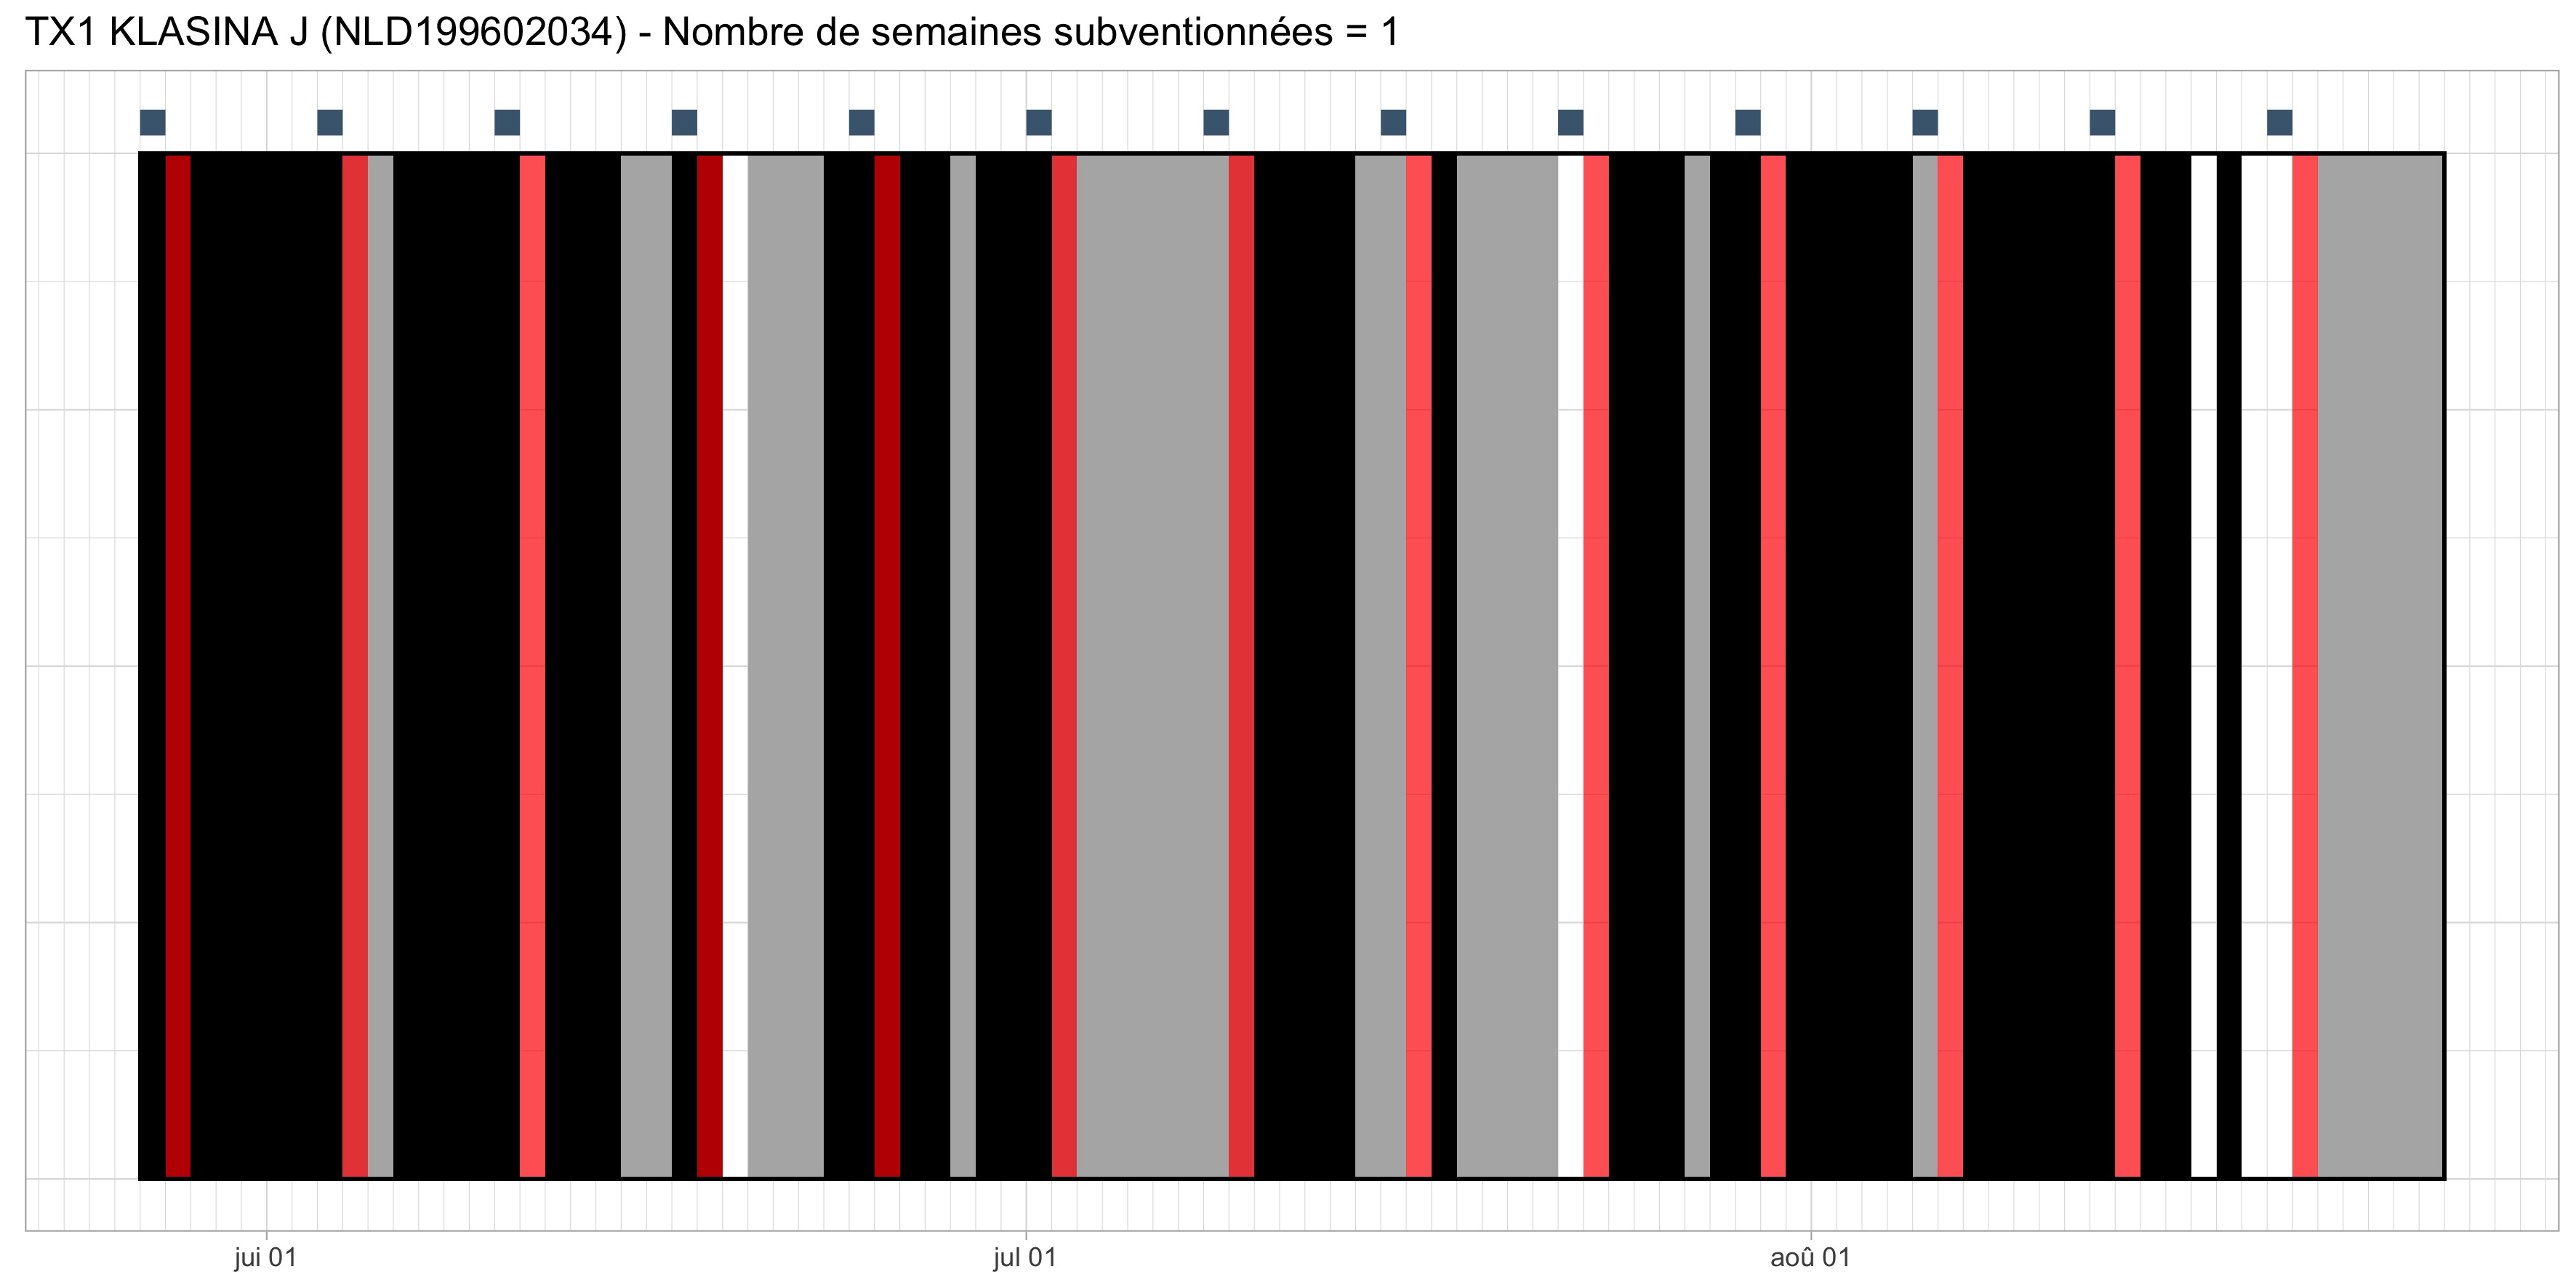 TX1 KLASINA J (NLD199602034) - Nombre de semaines subventionnées = 1
jui 01
jul 01
aoû 01